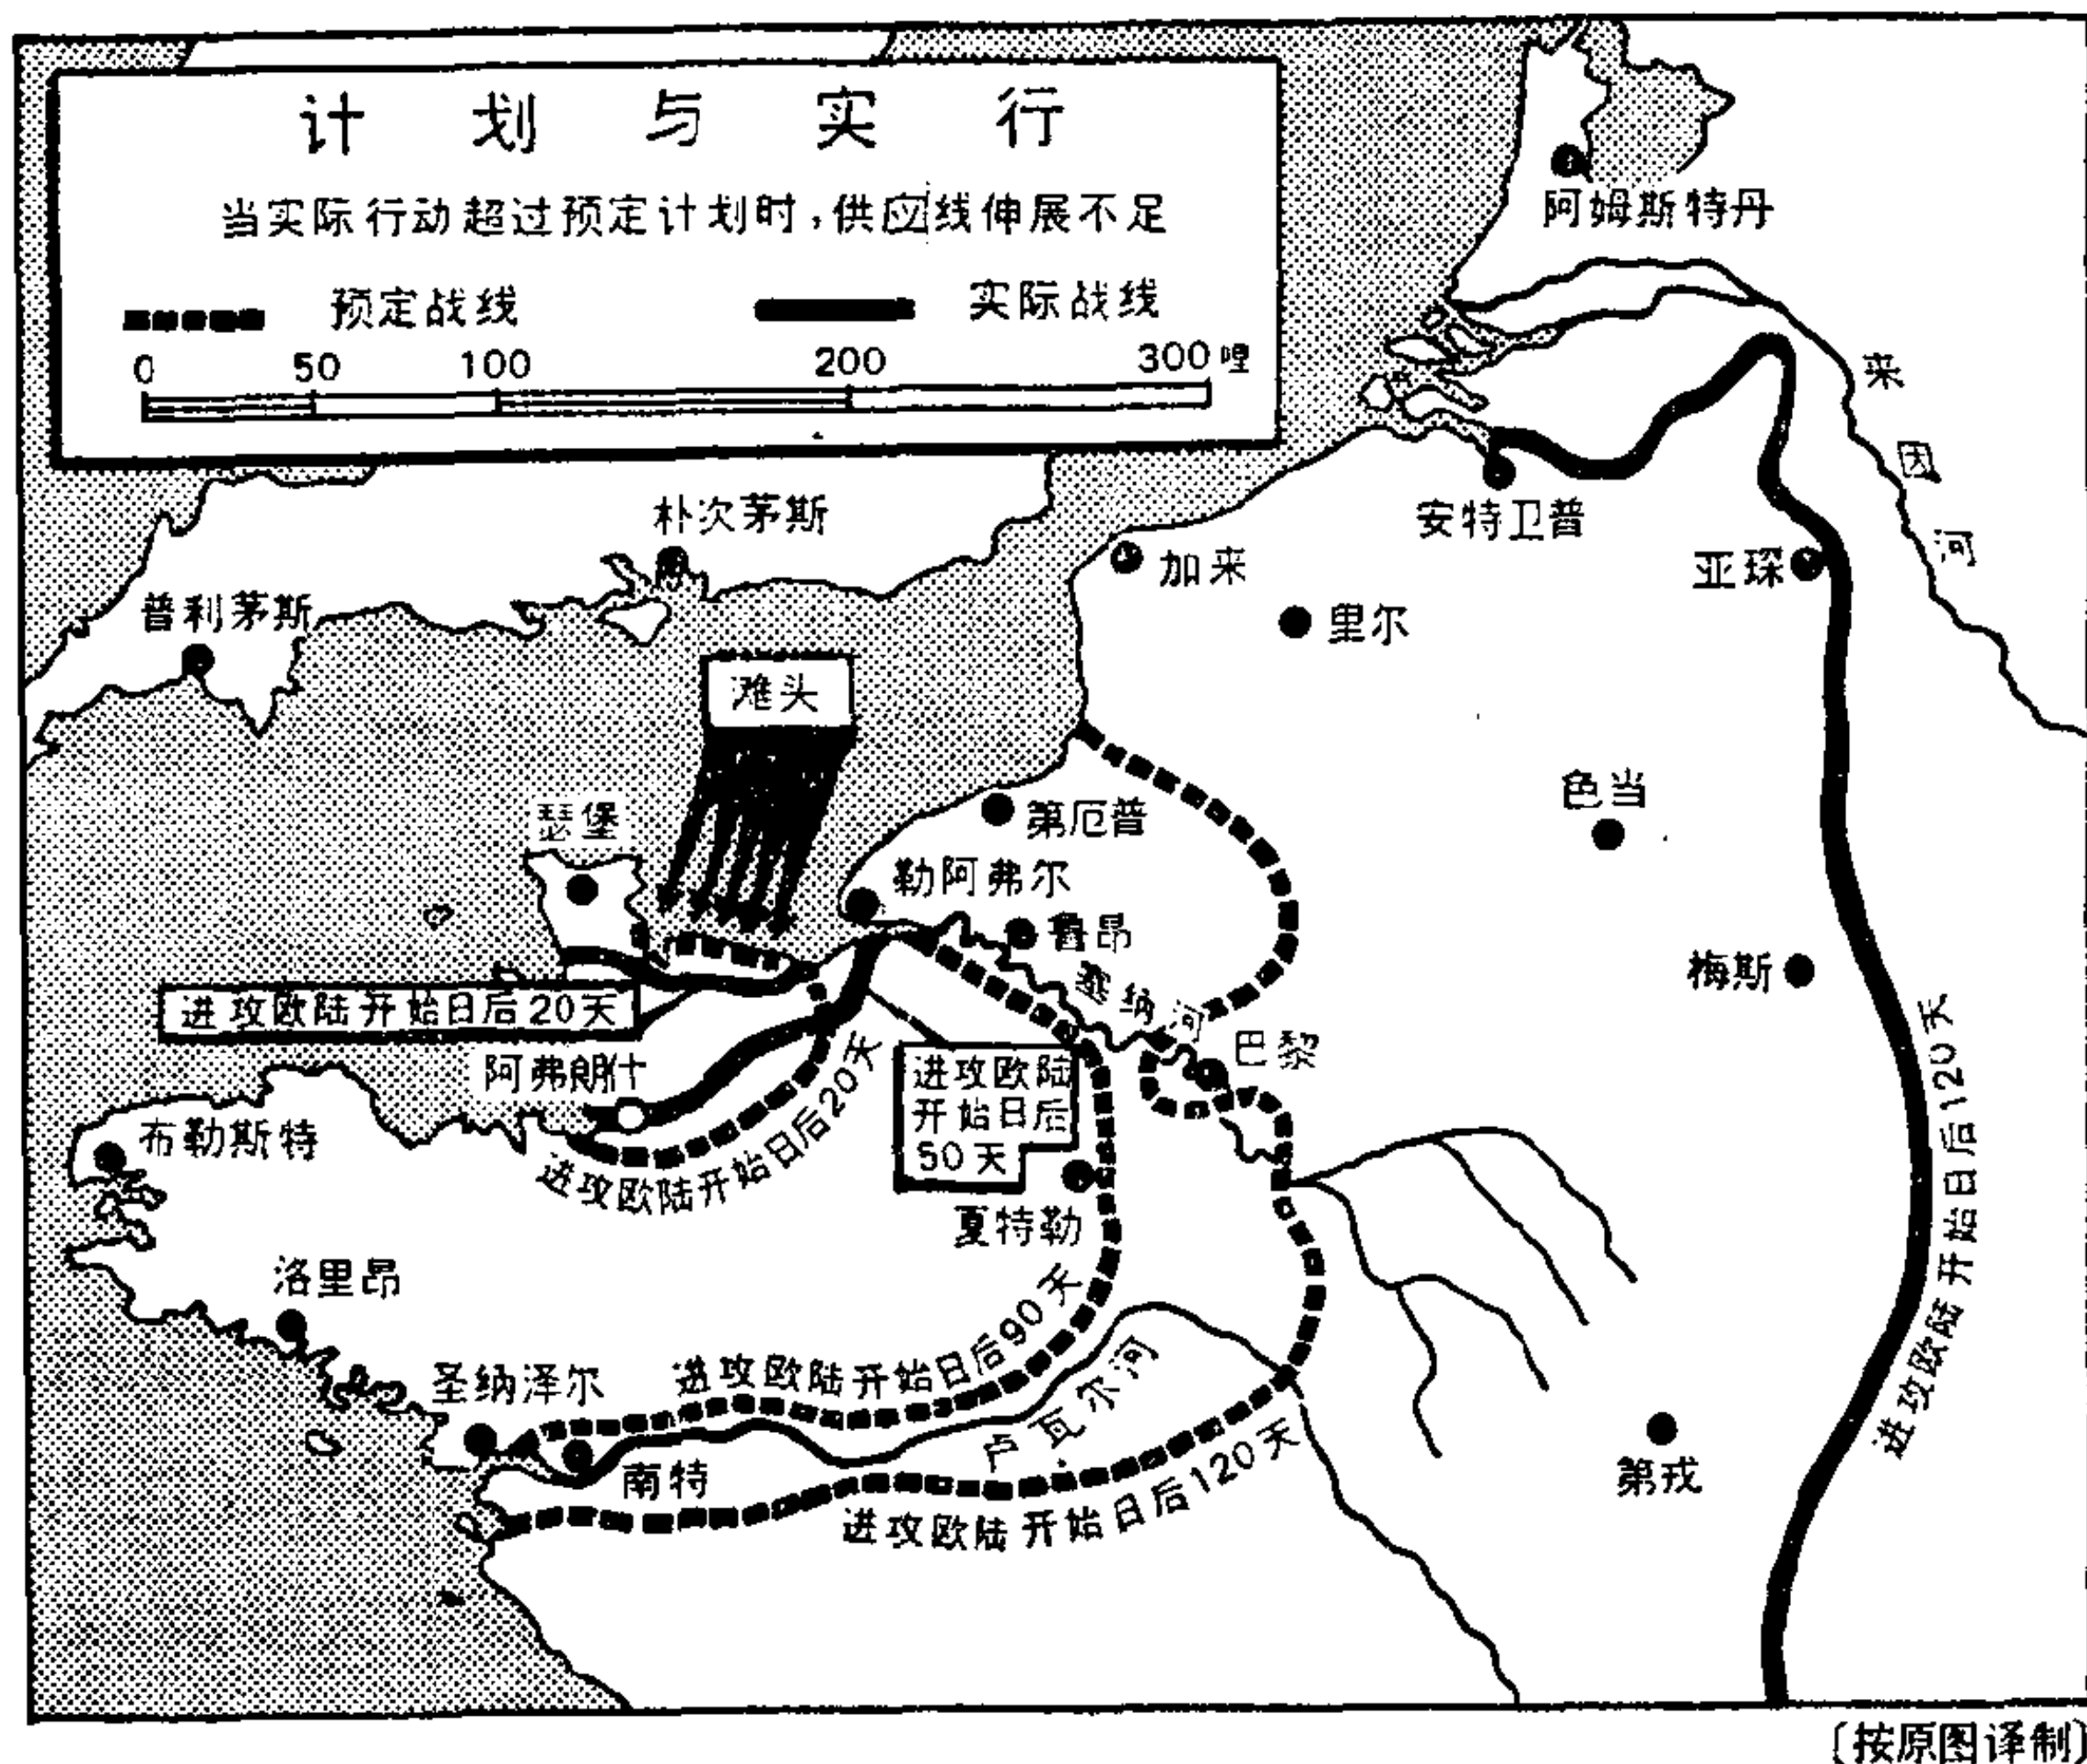 计划与实行
当实际行动超过预定计划时，供应线伸展不足
预定战线
实际战线
0 50 100 200 300哩
阿姆斯特丹
来因河
朴次茅斯
安特卫普
加来
亚琛
普利茅斯
里尔
滩头
色当
瑟堡
第厄普
勒阿弗尔
鲁昂
梅斯
塞纳河
进攻欧陆开始日后20天
巴黎
阿弗朗什
进攻欧陆
开始日后
50天
进攻欧陆开始日后20天
布勒斯特
夏特勒
进攻欧陆开始日后120天
洛里昂
圣纳泽尔
进攻欧陆开始日后90天
卢瓦尔河
南特
第戎
进攻欧陆开始日后120天
〔按原图译制〕